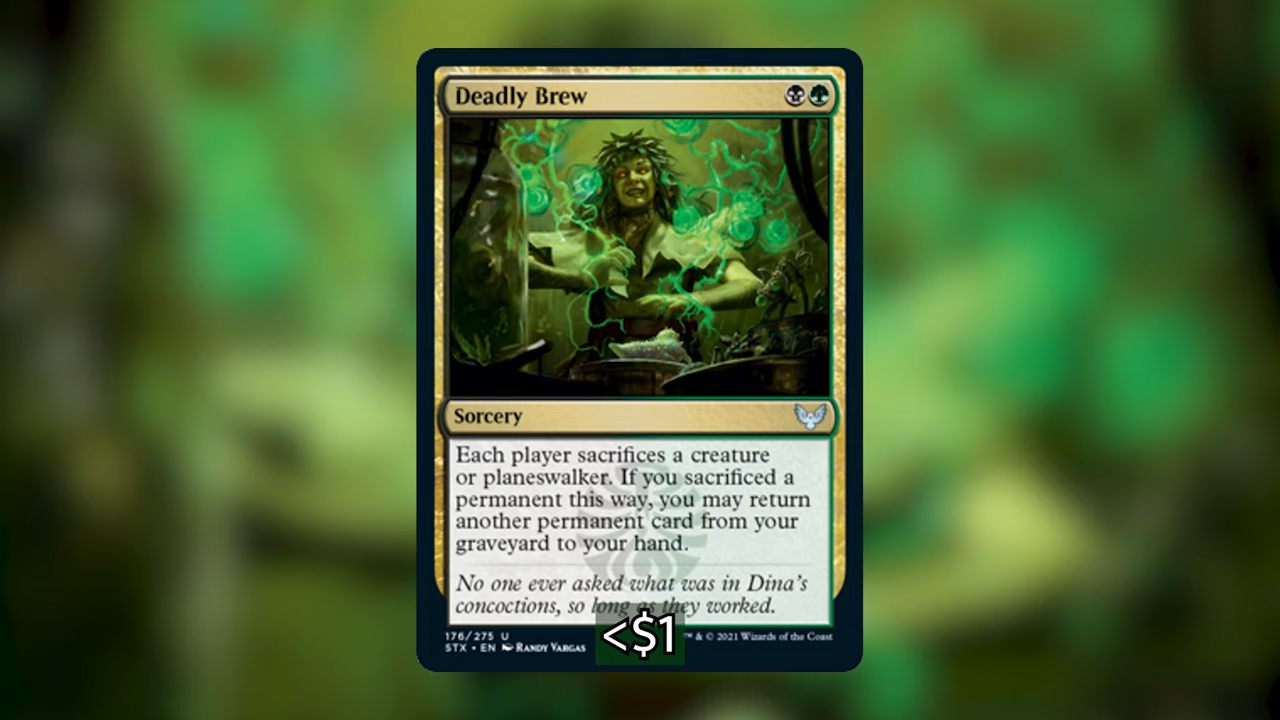 Deadly Brew
Sorcery
Each player sacrifices a creature
or planeswalker. If you sacrificed a
permanent this way, you may return
another permanent card from your
graveyard to your hand.
No one ever asked what was in Dina's
concoctions, so long as they worked.
176/275 U
STX • EN RANDY VARGAS
<$1
™ & © 2021 Wizards of the Coast